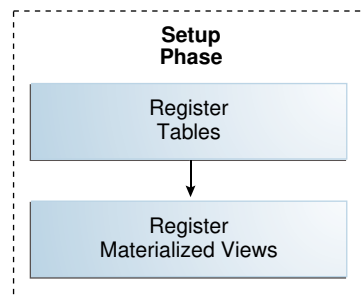 Setup
Phase
Register
Tables
Register
Materialized Views